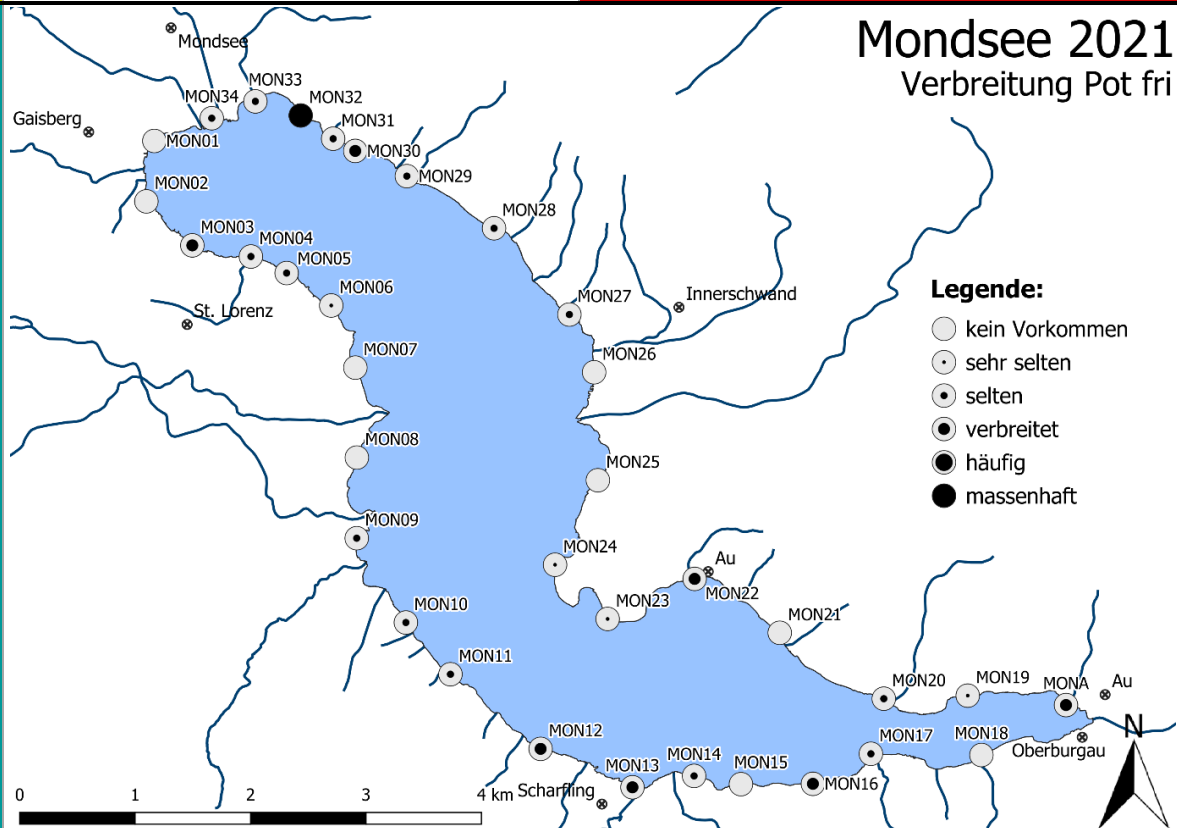 Mondsee 2021
Verbreitung Pot fri
Mondsee
MON33
MON34
MON32
Gaisberg
MON31
MON01
MON30
MON29
MON02
MON28
MON03
MON04
MON05
MON06
MON27
Innerschwand
St. Lorenz
MON07
MON26
Legende:
kein Vorkommen
sehr selten
selten
verbreitet
häufig
massenhaft
MON08
MON25
MON09
MON24
Au
MON22
MON10
MON23
MON21
MON11
MON20
MON19
MONA
Au
MON12
MON17
MON18
Oberburgau
N
MON13
MON14
MON15
MON16
Scharfling
0 1 2 3 4 km